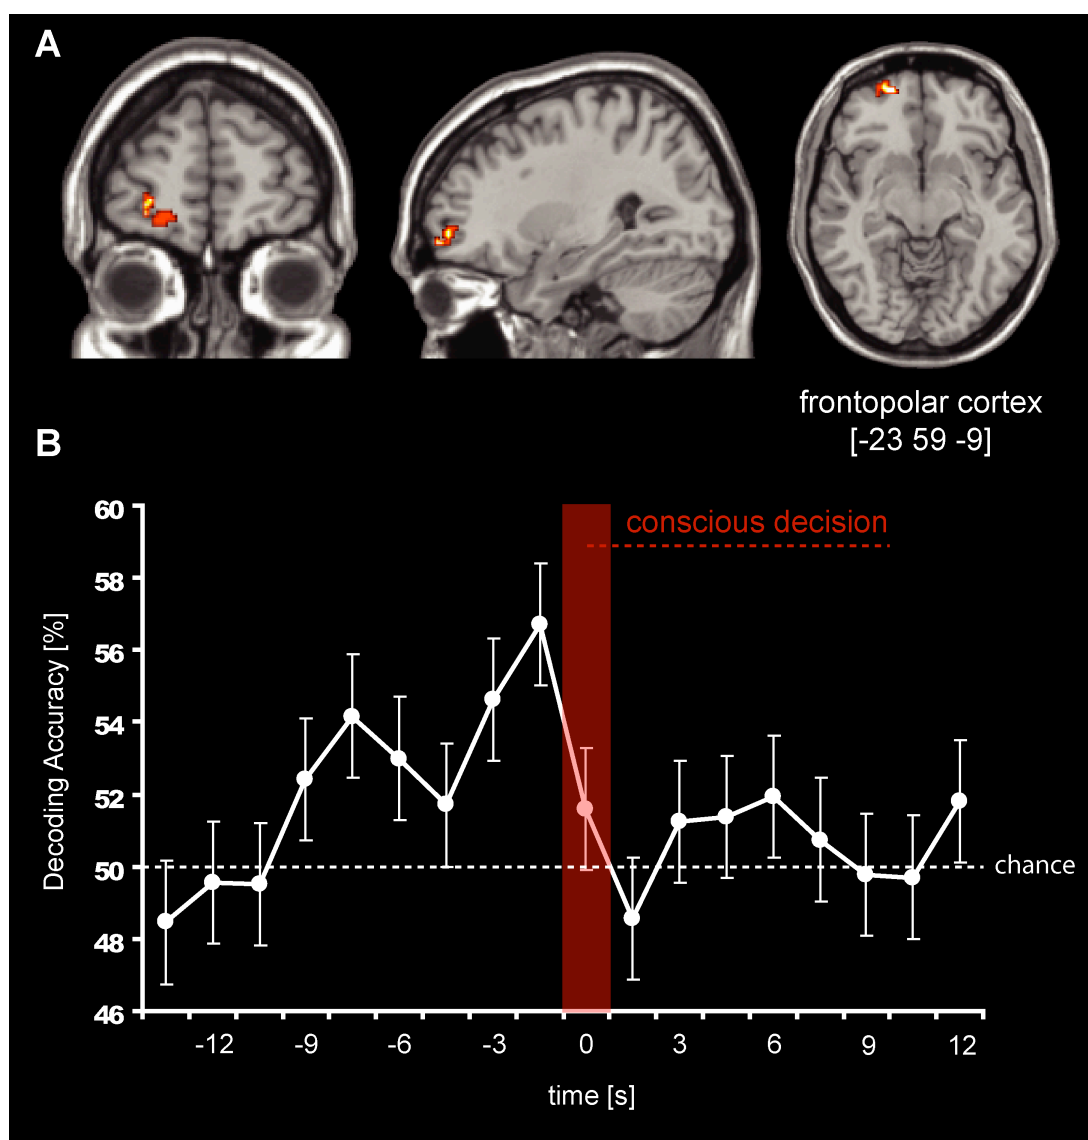 A
frontopolar cortex
[-23 59 -9]
B
60
58
56
54
52
50
48
46
Decoding Accuracy [%]
conscious decision
chance
-12 -9 -6 -3 0 3 6 9 12
time [s]